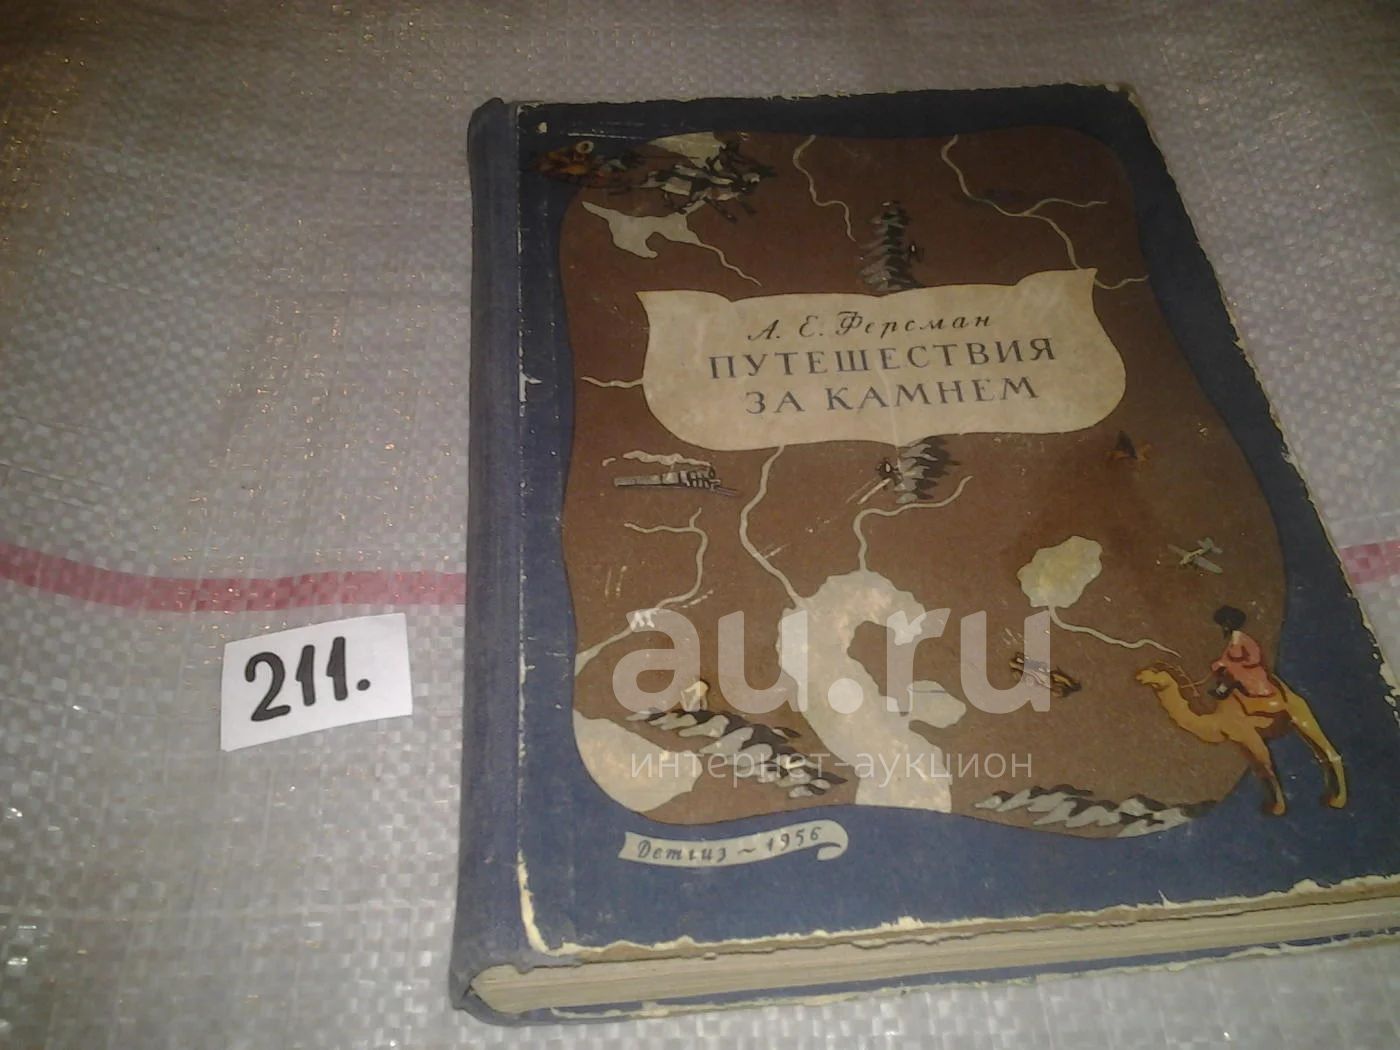 А. Е. Ферсман
ПУТЕШЕСТВИЯ
ЗА КАМНЕМ
211.
au.ru
интернет-аукцион
Детгиз ~ 1956